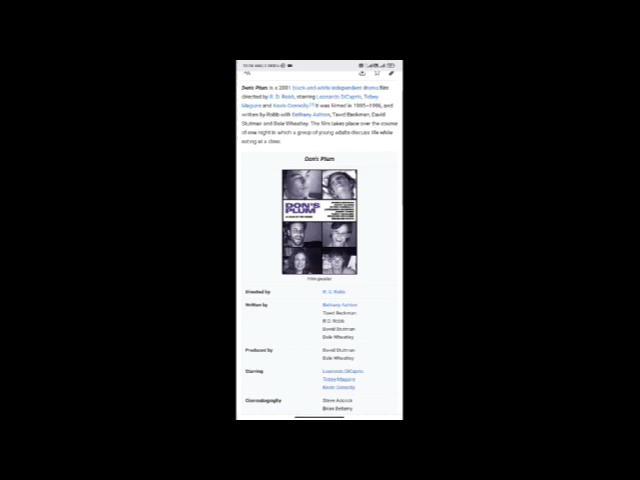 Don's Plum is a 2001 black-and-white independent drama film
directed by R. D. Robb, starring Leonardo DiCaprio, Tobey
Maguire and Kevin Connolly.[1] It was filmed in 1995–1996, and
written by Robb with Bethany Ashton, Tawd Beckman, David
Stutman and Dale Wheatley. The film takes place over the course
of one night in which a group of young adults discuss life while
eating at a diner.
Don's Plum
DON'S
PLUM
Film poster
Directed by R. D. Robb
Written by Bethany Ashton
Tawd Beckman
R.D. Robb
David Stutman
Dale Wheatley
Produced by David Stutman
Dale Wheatley
Starring Leonardo DiCaprio
Tobey Maguire
Kevin Connolly
Cinematography Steve Adcock
Brian Bellamy